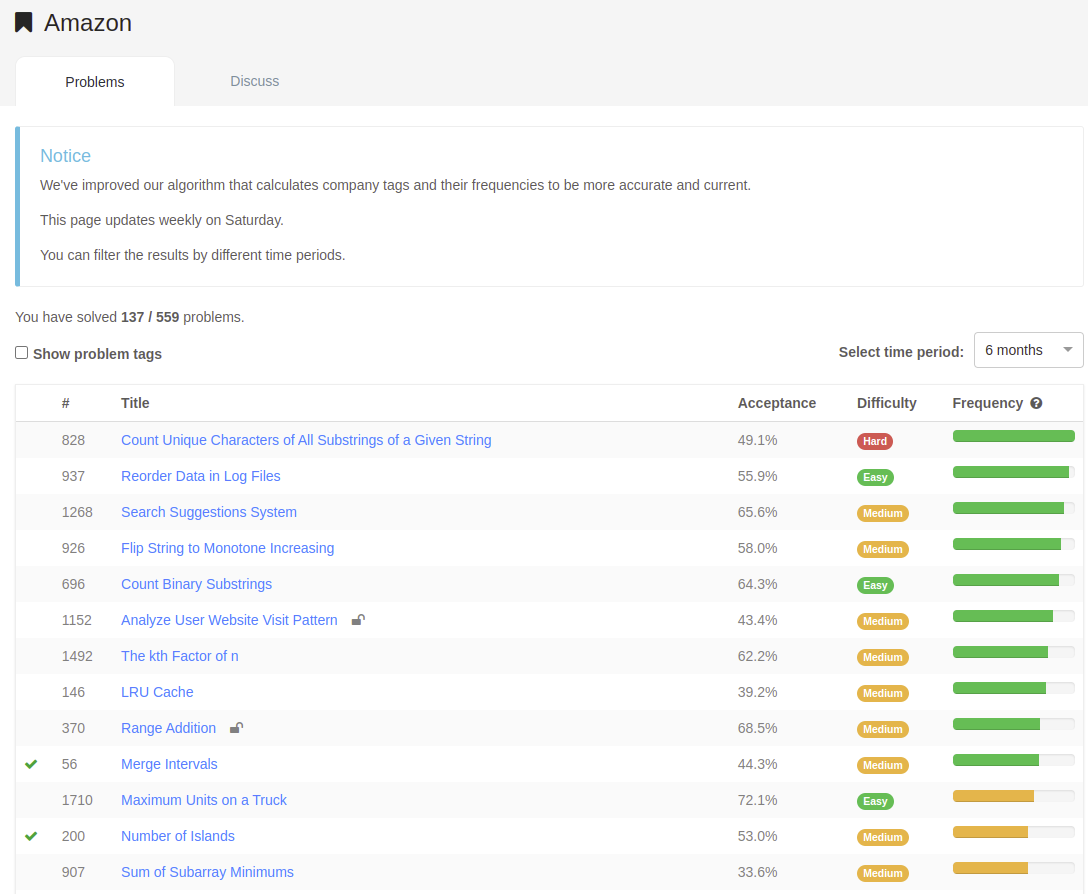 Amazon
Problems Discuss
Notice
We've improved our algorithm that calculates company tags and their frequencies to be more accurate and current.
This page updates weekly on Saturday.
You can filter the results by different time periods.
You have solved 137 / 559 problems.
Show problem tags Select time period: 6 months
# Title Acceptance Difficulty Frequency ?
828 Count Unique Characters of All Substrings of a Given String 49.1% Hard
937 Reorder Data in Log Files 55.9% Easy
1268 Search Suggestions System 65.6% Medium
926 Flip String to Monotone Increasing 58.0% Medium
696 Count Binary Substrings 64.3% Easy
1152 Analyze User Website Visit Pattern 43.4% Medium
1492 The kth Factor of n 62.2% Medium
146 LRU Cache 39.2% Medium
370 Range Addition 68.5% Medium
56 Merge Intervals 44.3% Medium
1710 Maximum Units on a Truck 72.1% Easy
200 Number of Islands 53.0% Medium
907 Sum of Subarray Minimums 33.6% Medium